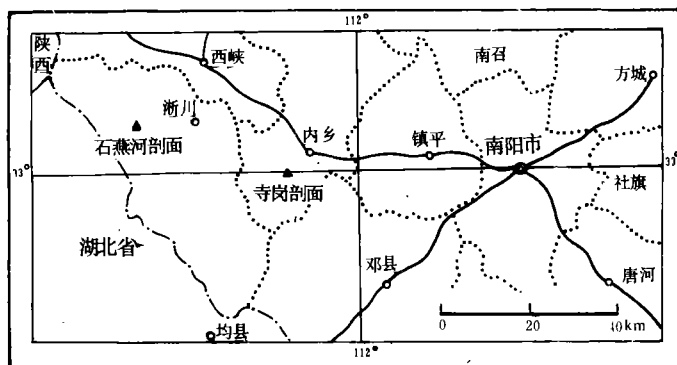 112°
陕
西
西峡
南召
方城
淅川
内乡
镇平
南阳市
石燕河剖面
33°
33°
寺岗剖面
社旗
湖北省
邓县
唐河
均县
0 20 40km
112°